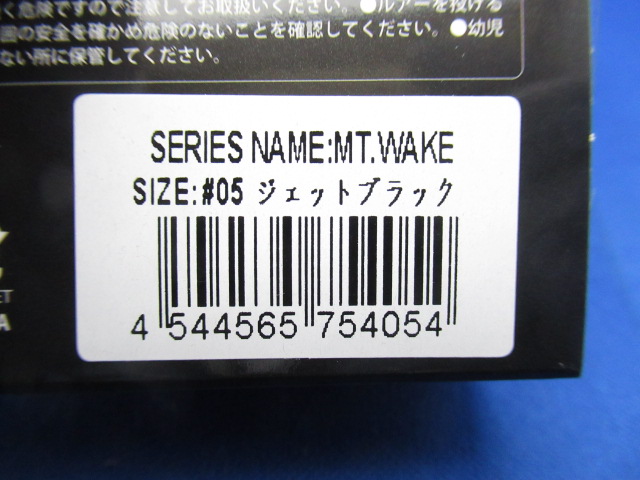 く危険ですので注意してお取扱いください。●ルアーを投げる
囲の安全を確かめ危険のないことを確認してください。●幼児
ない所に保管してください。
SERIES NAME:MT.WAKE
SIZE:#05 ジェットブラック
4 544565 754054
ET
A